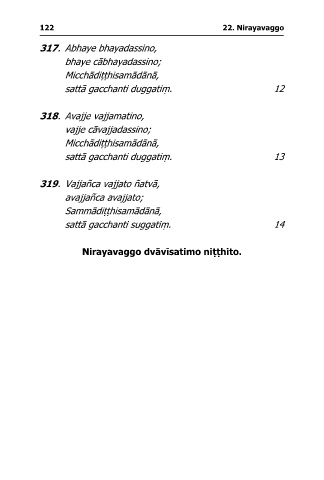 122 22. Nirayavaggo
317. Abhaye bhayadassino,
bhaye cābhayadassino;
Micchādiṭṭhisamādānā,
sattā gacchanti duggatiṃ. 12
318. Avajje vajjamatino,
vajje cāvajjadassino;
Micchādiṭṭhisamādānā,
sattā gacchanti duggatiṃ. 13
319. Vajjañca vajjato ñatvā,
avajjañca avajjato;
Sammādiṭṭhisamādānā,
sattā gacchanti suggatiṃ. 14
Nirayavaggo dvāvīsatimo niṭṭhito.